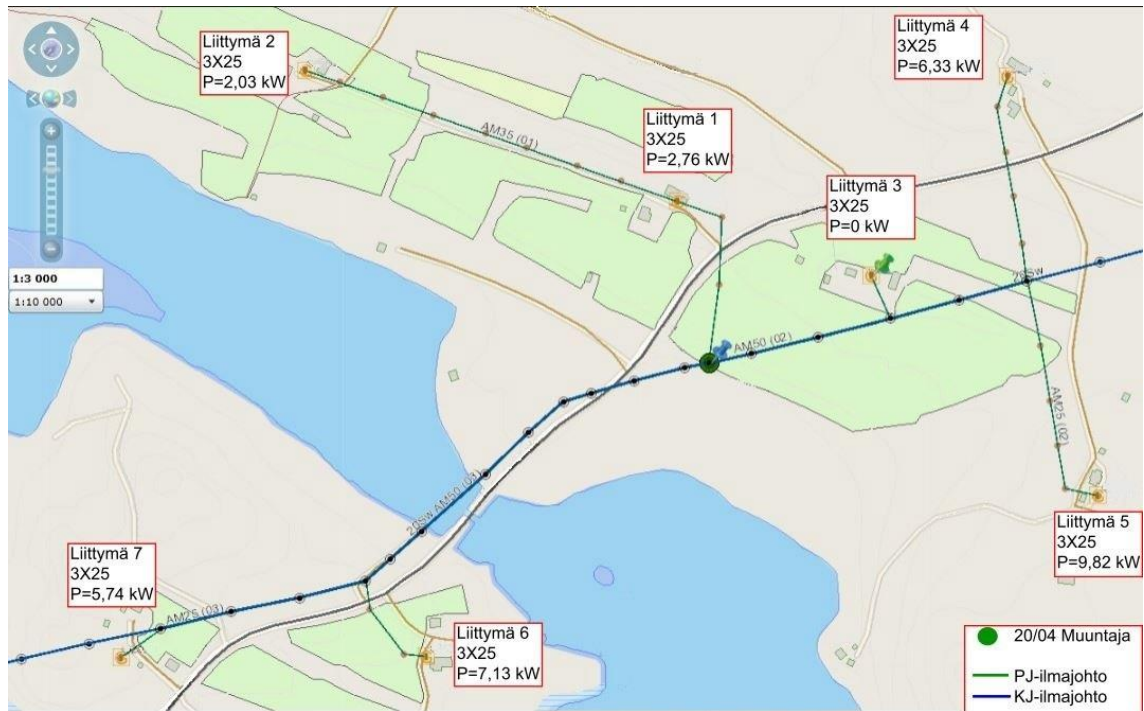 Liittymä 2
3X25
P=2,03 kW
Liittymä 4
3X25
P=6,33 kW
AM35 (01)
Liittymä 1
3X25
P=2,76 kW
Liittymä 3
3X25
P=0 kW
1:3 000
1:10 000
20Sw
AM50 (02)
AM25 (02)
20Sw AM50 (03)
Liittymä 5
3X25
P=9,82 kW
Liittymä 7
3X25
P=5,74 kW
AM25 (03)
Liittymä 6
3X25
P=7,13 kW
20/04 Muuntaja
PJ-ilmajohto
KJ-ilmajohto